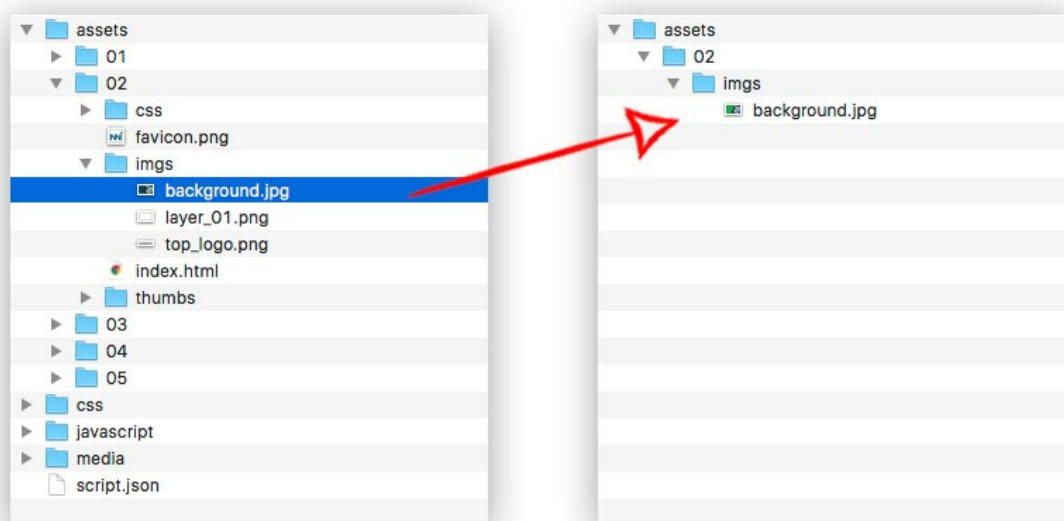 assets
01
02
css
favicon.png
imgs
background.jpg
layer_01.png
top_logo.png
index.html
thumbs
03
04
05
css
javascript
media
script.json
assets
02
imgs
background.jpg